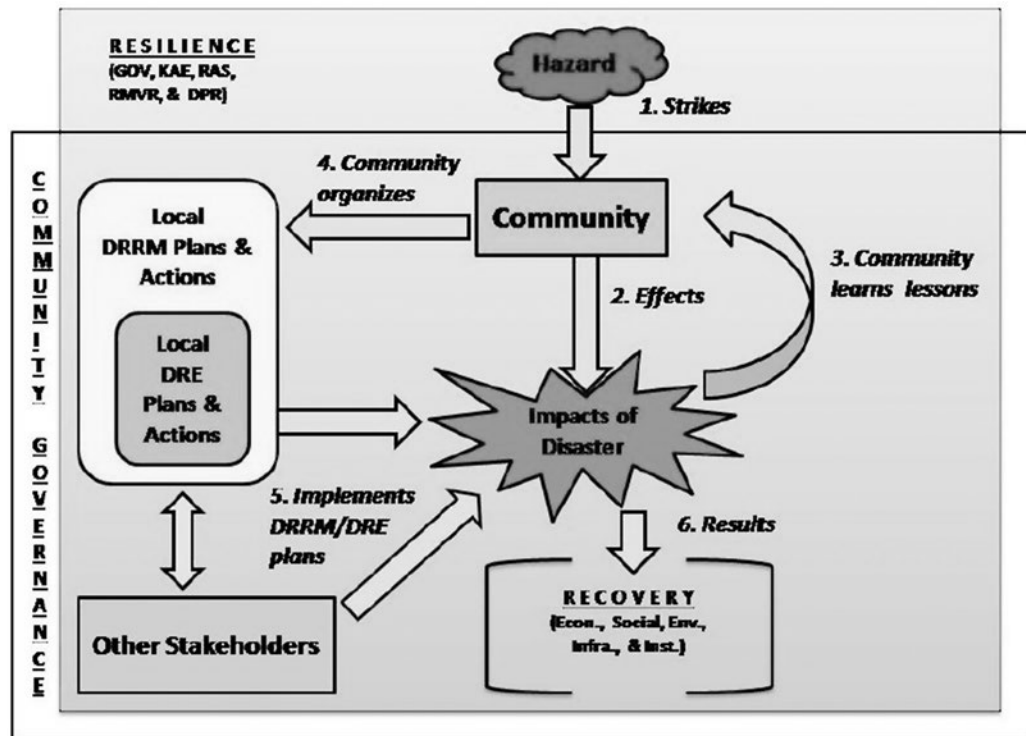 RESILIENCE
(GOV, KAE, RAS,
RMVR, & DPR)
Hazard
1. Strikes
COMMUNITY GOVERNANCE
4. Community
organizes
Community
Local
DRRM Plans &
Actions
3. Community
learns lessons
2. Effects
Local
DRE
Plans &
Actions
Impacts of
Disaster
5. Implements
DRRM/DRE
plans
6. Results
RECOVERY
(Econ., Social, Env.,
Infra., & Inst.)
Other Stakeholders